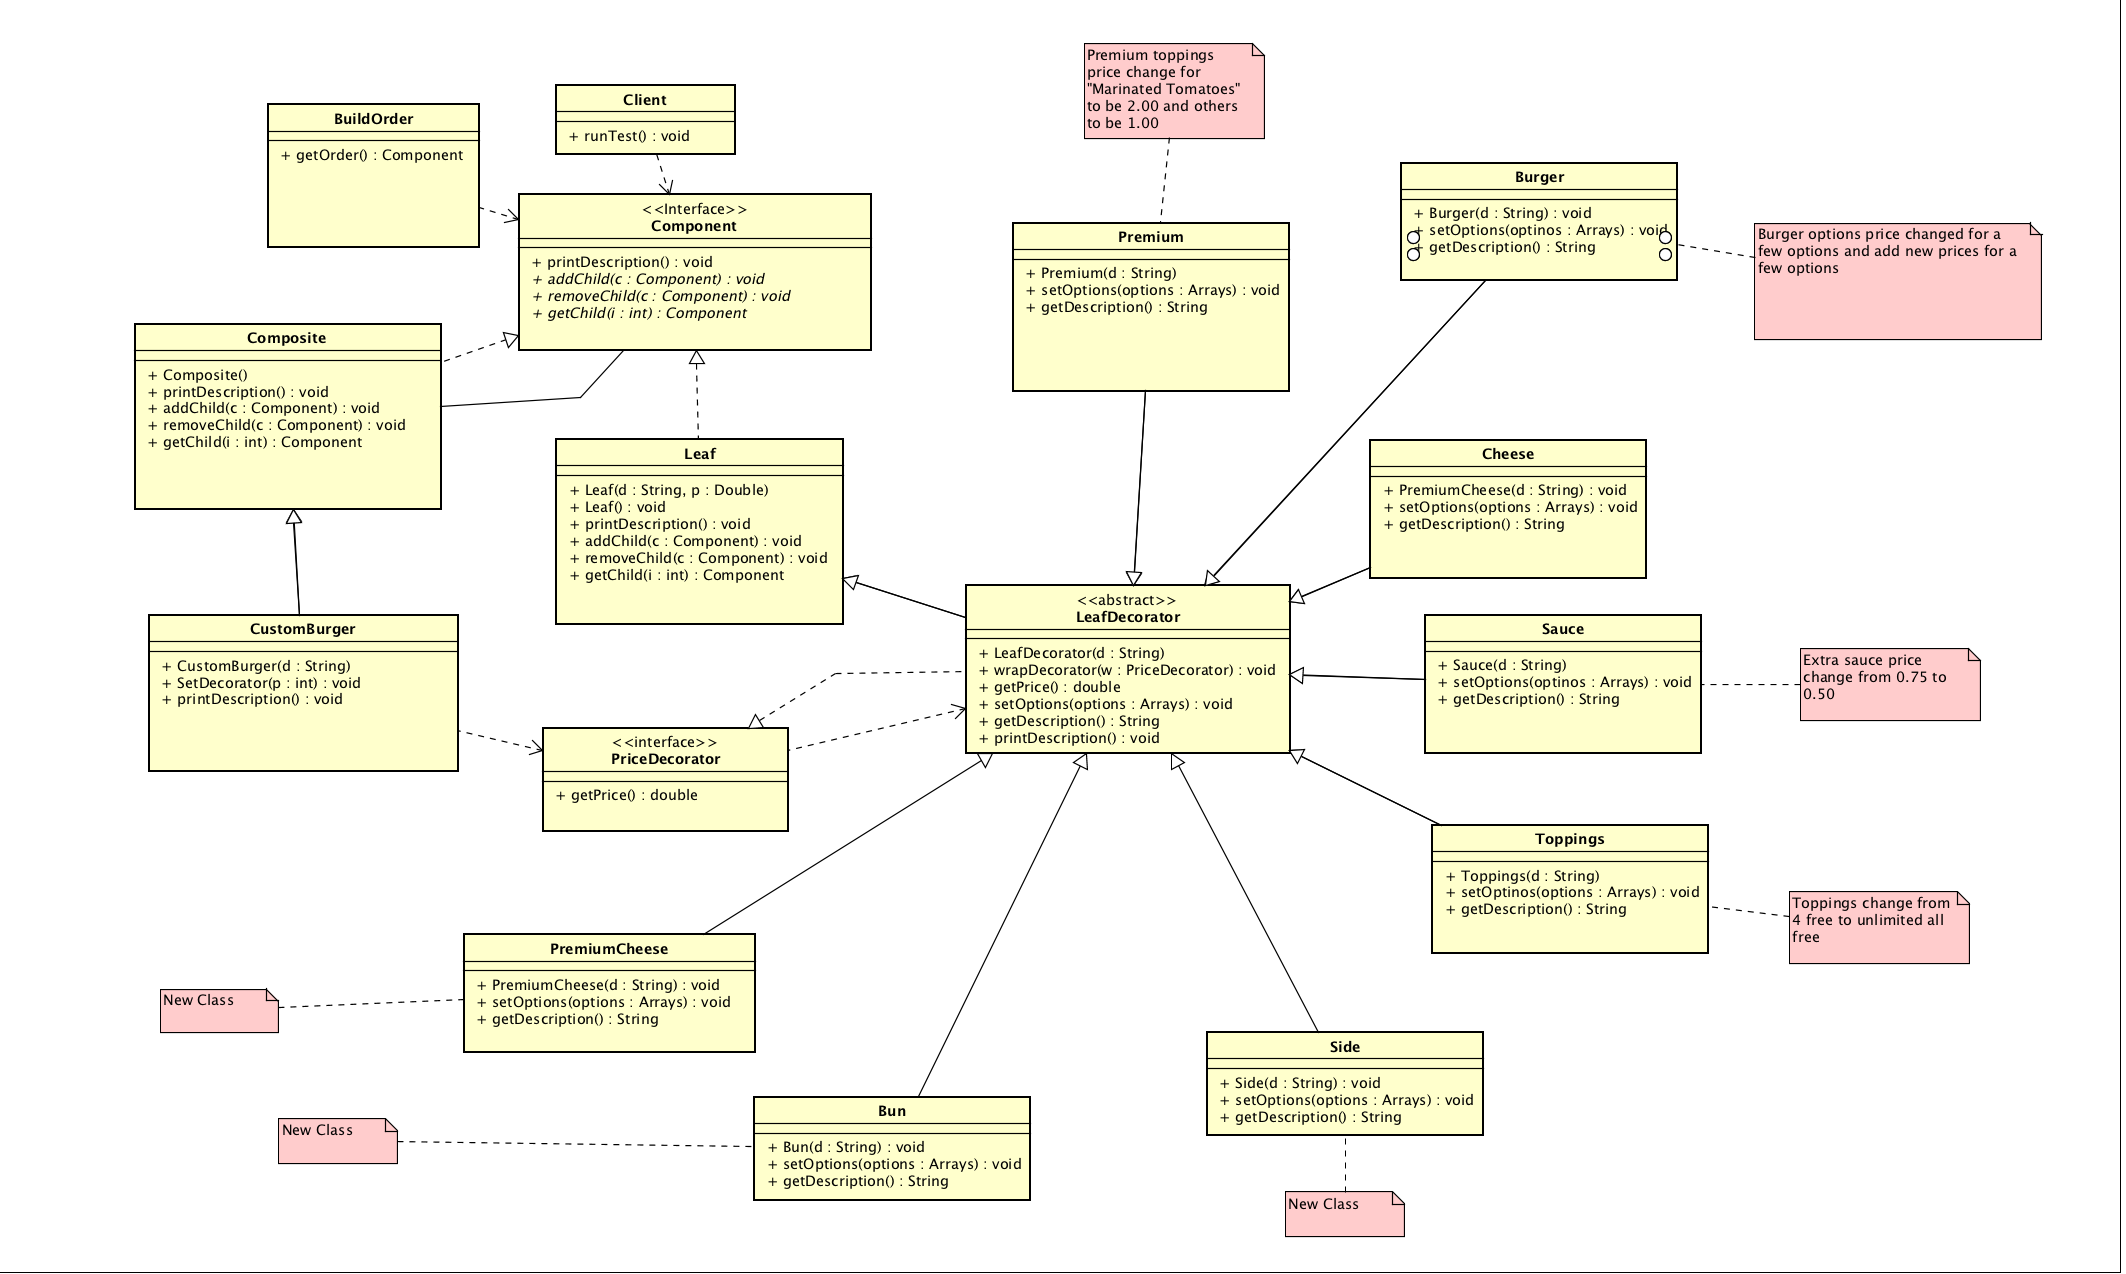 Premium toppings
price change for
"Marinated Tomatoes"
to be 2.00 and others
to be 1.00
Client
+ runTest() : void
BuildOrder
+ getOrder() : Component
<<Interface>>
Component
+ printDescription() : void
+ addChild(c : Component) : void
+ removeChild(c : Component) : void
+ getChild(i : int) : Component
Premium
+ Premium(d : String)
+ setOptions(options : Arrays) : void
+ getDescription() : String
Burger
+ Burger(d : String) : void
+ setOptions(optinos : Arrays) : void
+ getDescription() : String
Burger options price changed for a
few options and add new prices for a
few options
Composite
+ Composite()
+ printDescription() : void
+ addChild(c : Component) : void
+ removeChild(c : Component) : void
+ getChild(i : int) : Component
Leaf
+ Leaf(d : String, p : Double)
+ Leaf() : void
+ printDescription() : void
+ addChild(c : Component) : void
+ removeChild(c : Component) : void
+ getChild(i : int) : Component
Cheese
+ PremiumCheese(d : String) : void
+ setOptions(options : Arrays) : void
+ getDescription() : String
CustomBurger
+ CustomBurger(d : String)
+ SetDecorator(p : int) : void
+ printDescription() : void
<<abstract>>
LeafDecorator
+ LeafDecorator(d : String)
+ wrapDecorator(w : PriceDecorator) : void
+ getPrice() : double
+ setOptions(options : Arrays) : void
+ getDescription() : String
+ printDescription() : void
Sauce
+ Sauce(d : String)
+ setOptions(optinos : Arrays) : void
+ getDescription() : String
Extra sauce price
change from 0.75 to
0.50
<<interface>>
PriceDecorator
+ getPrice() : double
Toppings
+ Toppings(d : String)
+ setOptinos(options : Arrays) : void
+ getDescription() : String
Toppings change from
4 free to unlimited all
free
PremiumCheese
+ PremiumCheese(d : String) : void
+ setOptions(options : Arrays) : void
+ getDescription() : String
New Class
Side
+ Side(d : String) : void
+ setOptions(options : Arrays) : void
+ getDescription() : String
Bun
+ Bun(d : String) : void
+ setOptions(options : Arrays) : void
+ getDescription() : String
New Class
New Class